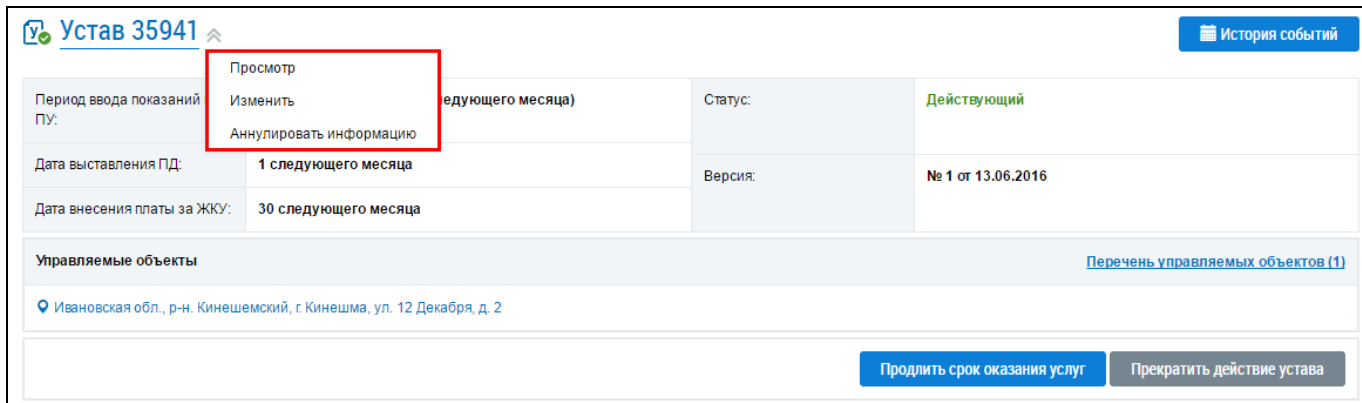 Устав 35941
История событий
Просмотр
Изменить
Аннулировать информацию
Период ввода показаний
ПУ:
едующего месяца)
Статус:
Действующий
Дата выставления ПД:
1 следующего месяца
Версия:
№ 1 от 13.06.2016
Дата внесения платы за ЖКУ:
30 следующего месяца
Управляемые объекты
Перечень управляемых объектов (1)
Ивановская обл., р-н. Кинешемский, г. Кинешма, ул. 12 Декабря, д. 2
Продлить срок оказания услуг
Прекратить действие устава